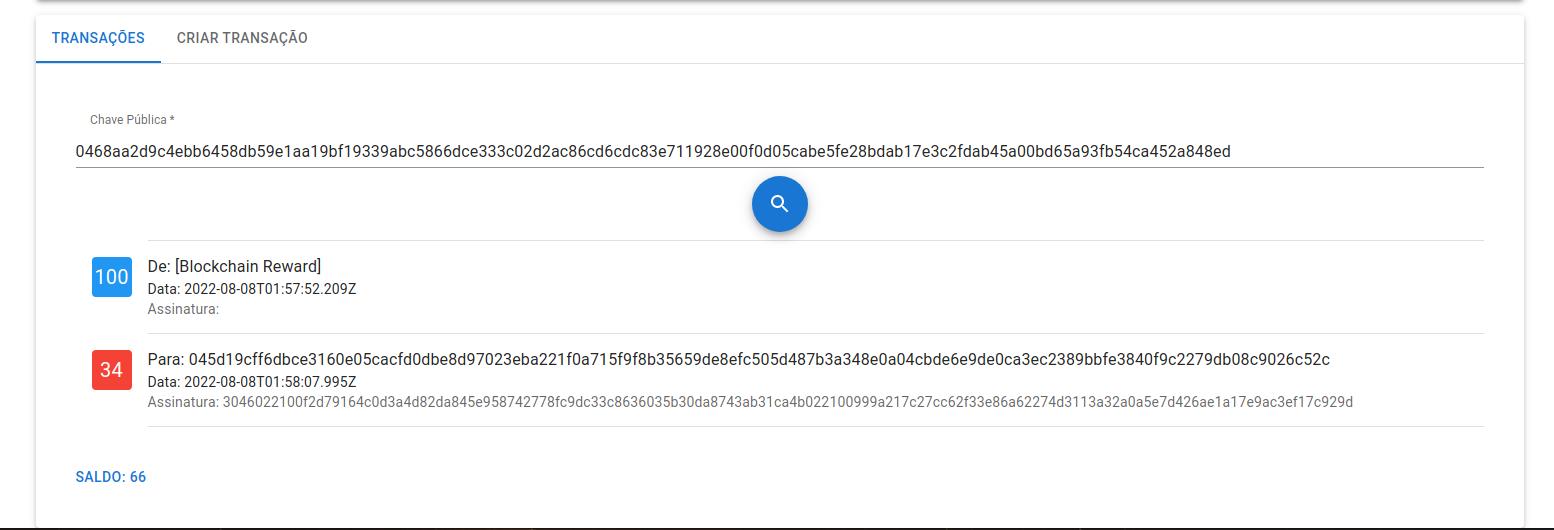 TRANSAÇÕES CRIAR TRANSAÇÃO
Chave Pública *
0468aa2d9c4ebb6458db59e1aa19bf19339abc5866dce333c02d2ac86cd6cdc83e711928e00f0d05cabe5fe28bdab17e3c2fdab45a00bd65a93fb54ca452a848ed
100
De: [Blockchain Reward]
Data: 2022-08-08T01:57:52.209Z
Assinatura:
34
Para: 045d19cff6dbce3160e05cacfd0dbe8d97023eba221f0a715f9f8b35659de8efc505d487b3a348e0a04cbde6e9de0ca3ec2389bbfe3840f9c2279db08c9026c52c
Data: 2022-08-08T01:58:07.995Z
Assinatura: 3046022100f2d79164c0d3a4d82da845e958742778fc9dc33c8636035b30da8743ab31ca4b022100999a217c27cc62f33e86a62274d3113a32a0a5e7d426ae1a17e9ac3ef17c929d
SALDO: 66